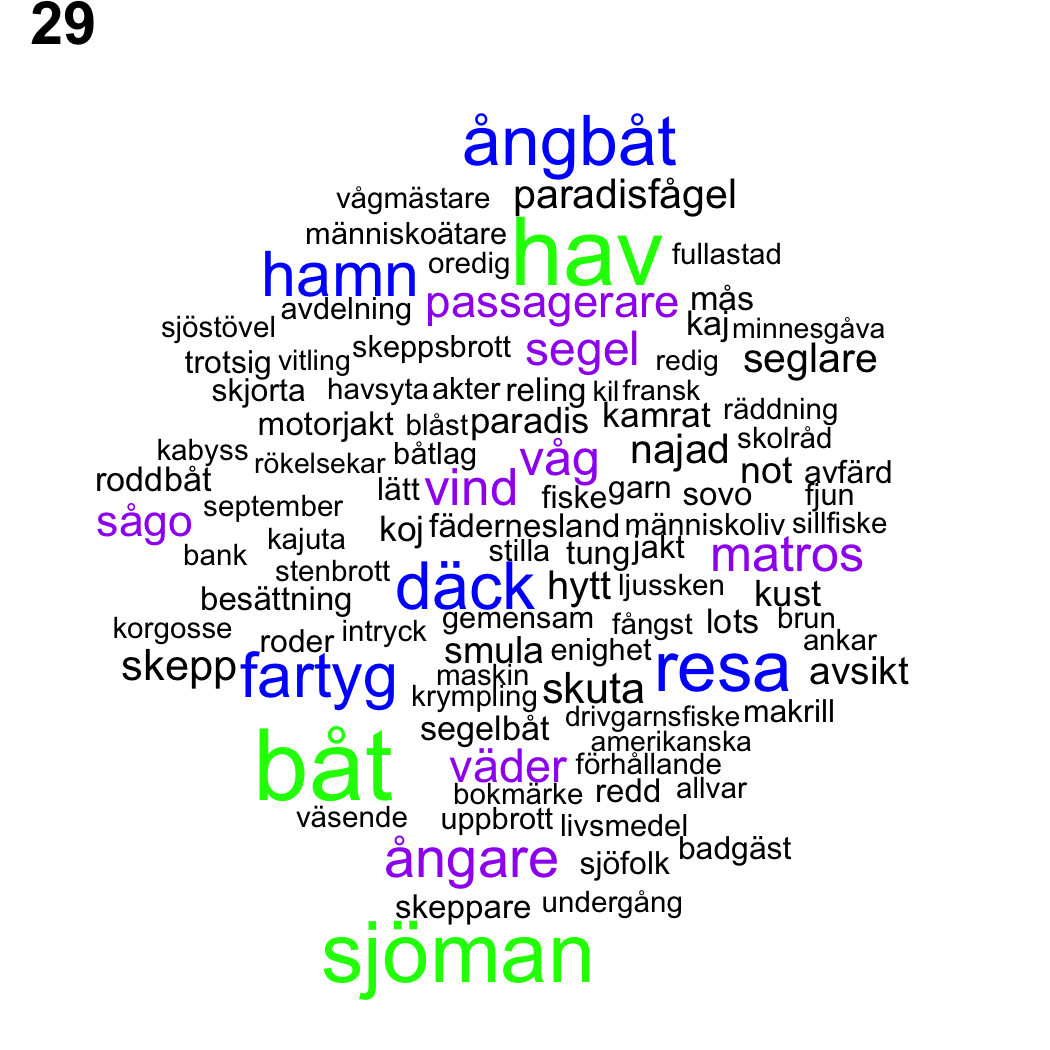 29
ångbåt
vågmästare paradisfågel
människoätare hav fullastad
hamn oredig
avdelning passagerare mås
sjöstövel kaj minnesgåva
trotsig vitling skeppsbrott segel redig seglare
skjorta havsyta akter reling kil fransk
motorjakt blåst paradis kamrat räddning
kabyss rökelsekar båtlag våg najad skolråd
roddbåt lätt vind fiske garn sovo not avfärd
sågo september fjun
koj fädernesland människoliv sillfiske
bank kajuta stilla tung jakt matros
stenbrott däck hytt ljussken kust
besättning
korgosse roder intryck gemensam fångst lots brun
skepp fartyg smula enighet resa ankar
maskin avsikt
krympling skuta
segelbåt drivgarnsfiske makrill
båt amerikanska
väder förhållande
bokmärke redd allvar
väsende uppbrott livsmedel
ångare sjöfolk badgäst
skeppare undergång
sjöman